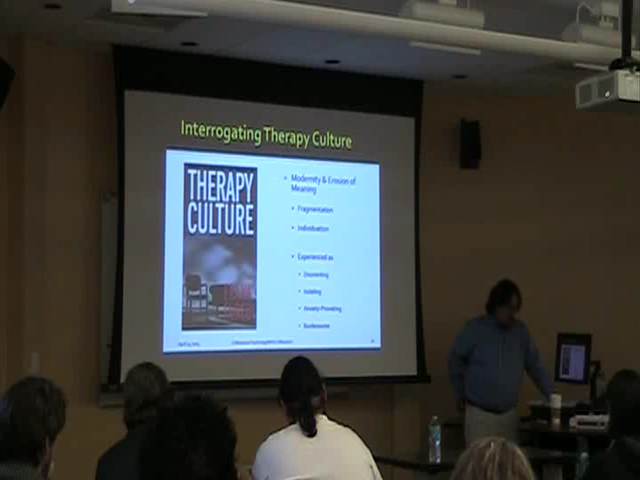 Interrogating Therapy Culture
THERAPY
CULTURE
• Modernity & Erosion of
Meaning
• Fragmentation
• Individuation
• Experienced as
• Disorienting
• Isolating
• Anxiety-Provoking
• Burdensome